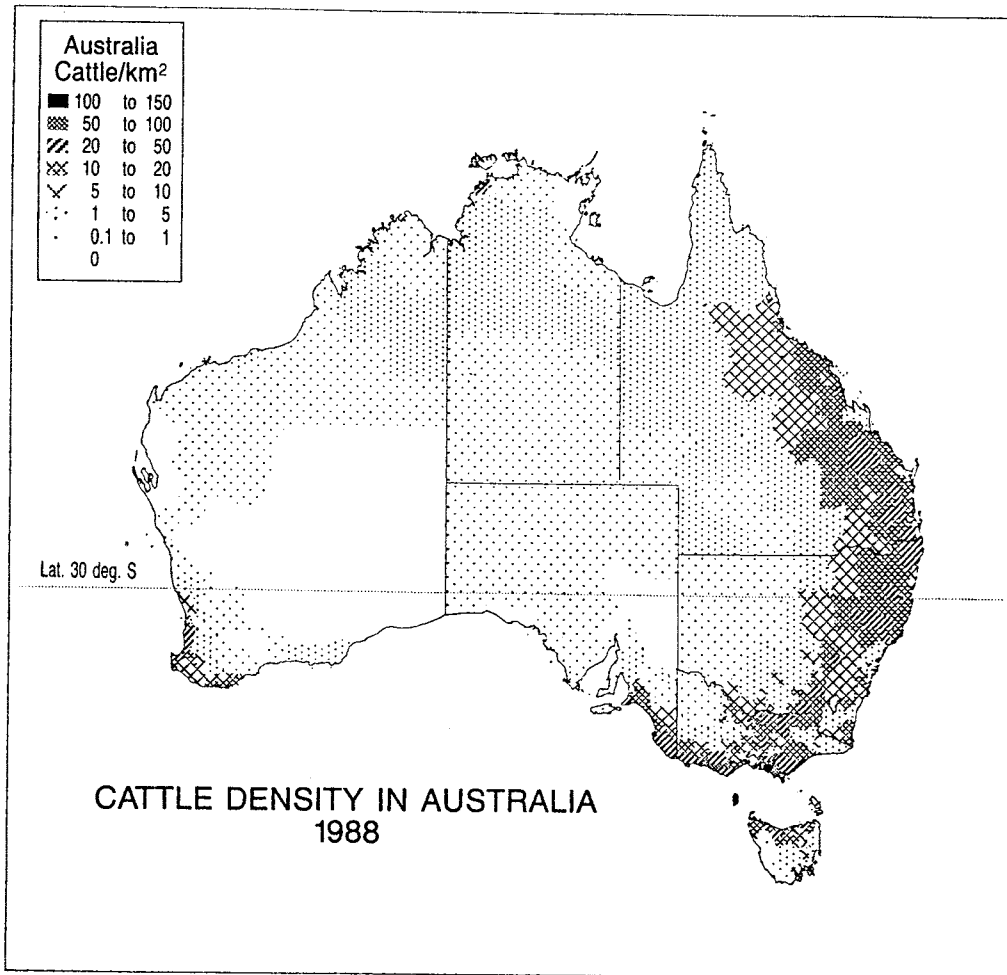 Australia
Cattle/km²
100 to 150
50 to 100
20 to 50
10 to 20
5 to 10
1 to 5
0.1 to 1
0
Lat. 30 deg. S
CATTLE DENSITY IN AUSTRALIA
1988